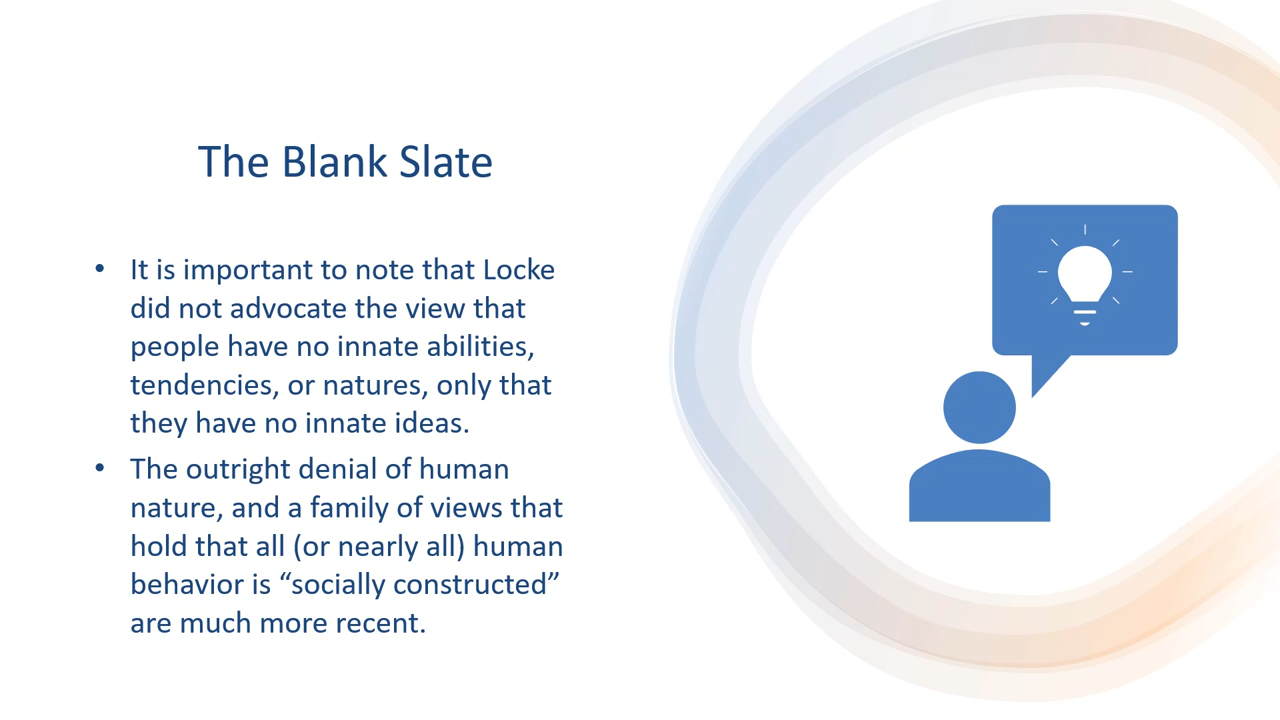 The Blank Slate
• It is important to note that Locke
did not advocate the view that
people have no innate abilities,
tendencies, or natures, only that
they have no innate ideas.
• The outright denial of human
nature, and a family of views that
hold that all (or nearly all) human
behavior is “socially constructed”
are much more recent.